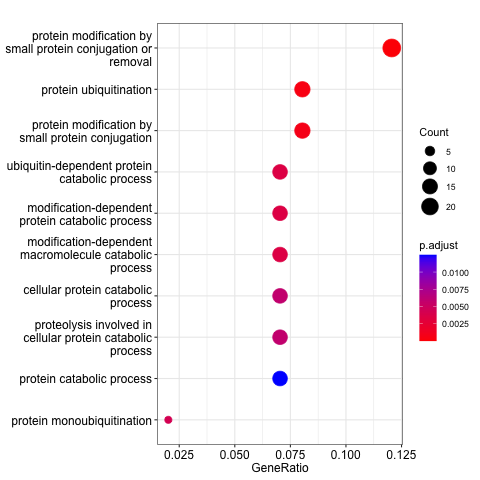 protein modification by
small protein conjugation or
removal
protein ubiquitination
protein modification by
small protein conjugation
ubiquitin-dependent protein
catabolic process
modification-dependent
protein catabolic process
modification-dependent
macromolecule catabolic
process
cellular protein catabolic
process
proteolysis involved in
cellular protein catabolic
process
protein catabolic process
protein monoubiquitination
0.025 0.050 0.075 0.100 0.125
GeneRatio
Count
5
10
15
20
p.adjust
0.0100
0.0075
0.0050
0.0025